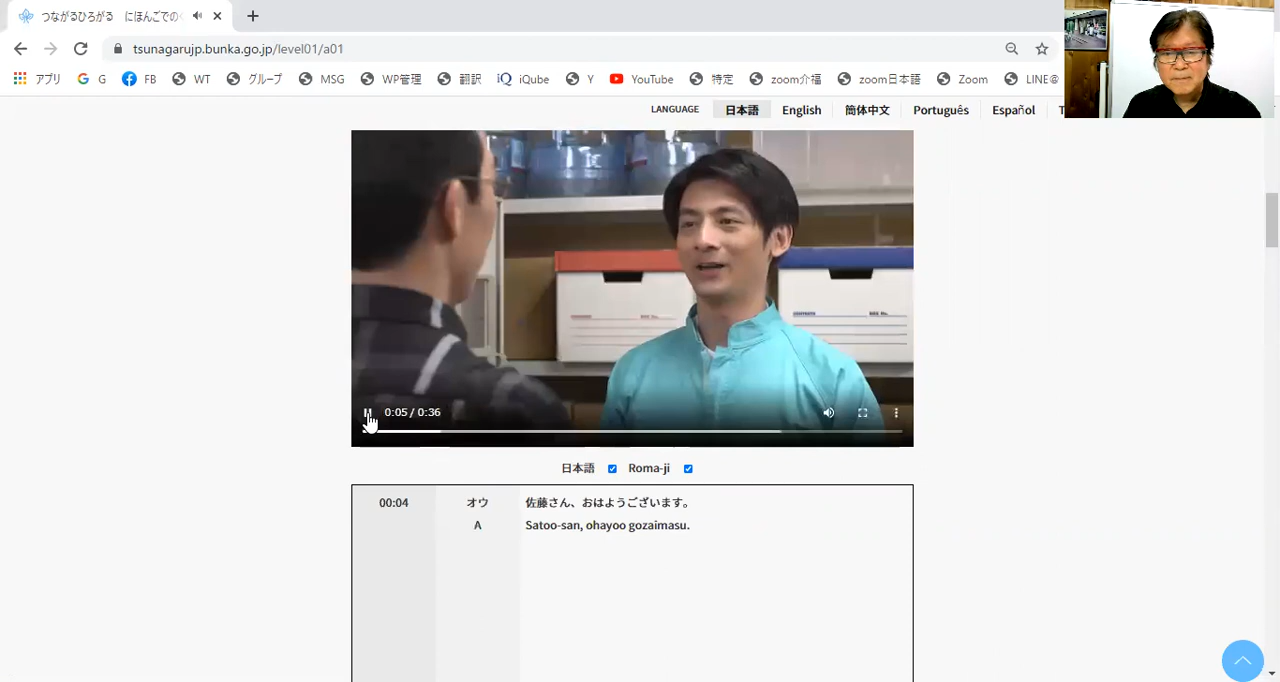 つながるひろがる にほんごでの
tsunagarujp.bunka.go.jp/level01/a01
アプリ G FB WT グループ MSG WP管理 翻訳 iQ iQube Y YouTube 特定 zoom介福 zoom日本語 Zoom LINE@
LANGUAGE 日本語 English 简体中文 Português Español
0:05 / 0:36
日本語 Roma-ji
00:04 オウ 佐藤さん、おはようございます。
A Satoo-san, ohayoo gozaimasu.